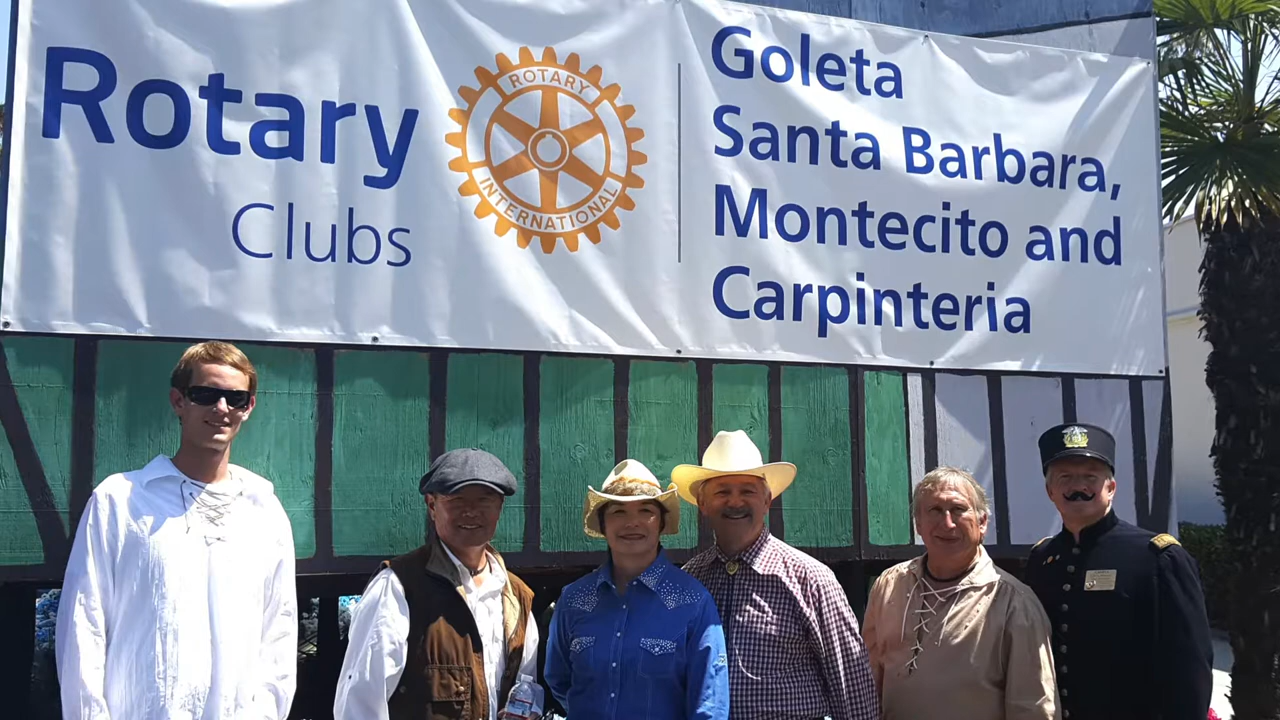 Rotary
Clubs
ROTARY
INTERNATIONAL
Goleta
Santa Barbara,
Montecito and
Carpinteria